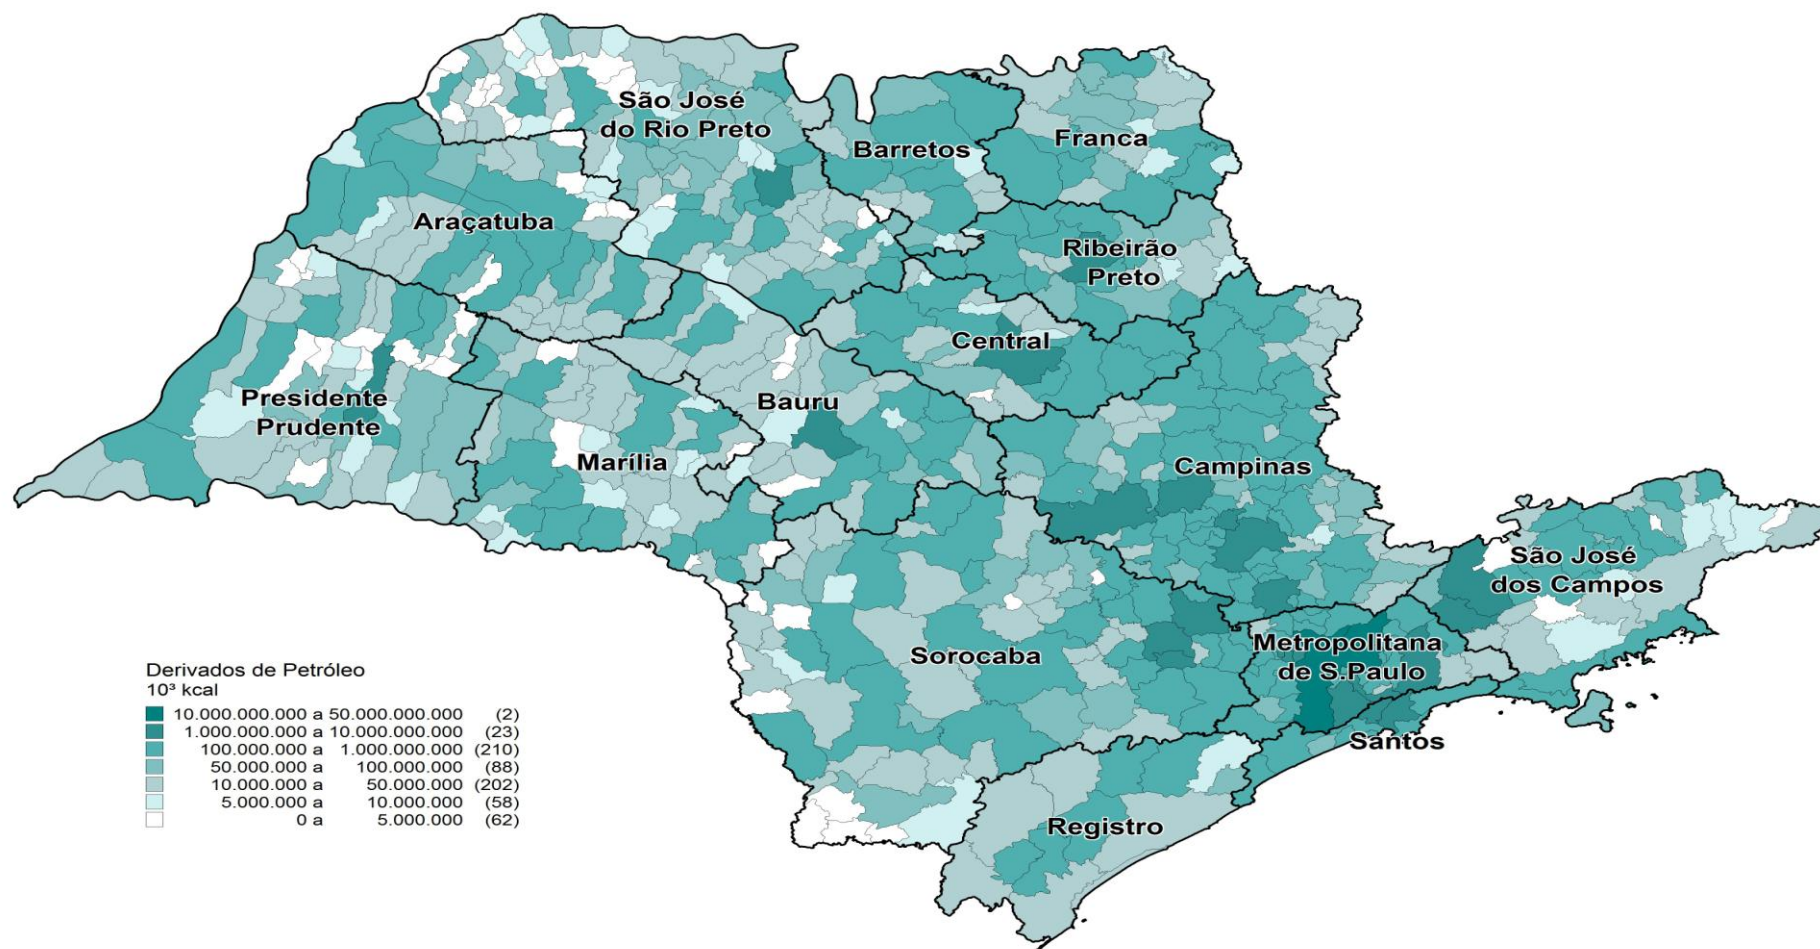 São José
do Rio Preto
Barretos
Franca
Araçatuba
Ribeirão
Preto
Central
Presidente
Prudente
Bauru
Marília
Campinas
São José
dos Campos
Sorocaba
Metropolitana
de S.Paulo
Santos
Registro
Derivados de Petróleo
10³ kcal
10.000.000.000 a 50.000.000.000 (2)
1.000.000.000 a 10.000.000.000 (23)
100.000.000 a 1.000.000.000 (210)
50.000.000 a 100.000.000 (88)
10.000.000 a 50.000.000 (202)
5.000.000 a 10.000.000 (58)
0 a 5.000.000 (62)